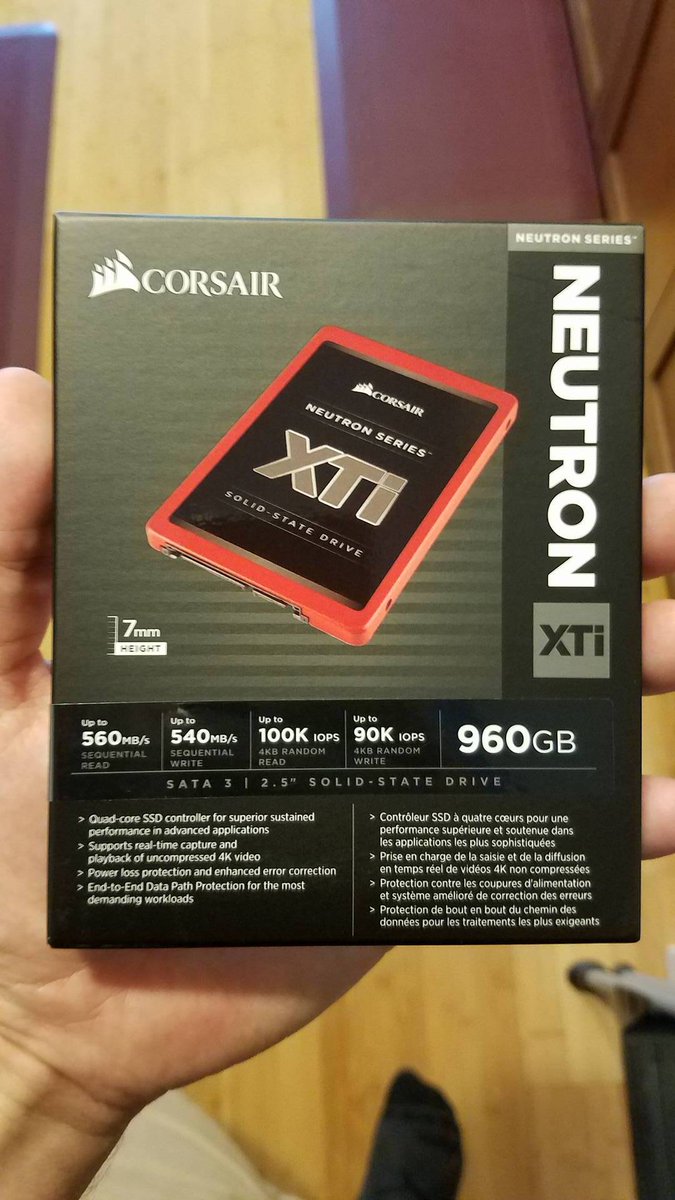 NEUTRON SERIES™
CORSAIR
NEUTRON
XTi
CORSAIR
NEUTRON SERIES™
XTi
SOLID-STATE DRIVE
7mm
HEIGHT
Up to
560MB/s
SEQUENTIAL
READ
Up to
540MB/s
SEQUENTIAL
WRITE
Up to
100K IOPS
4KB RANDOM
READ
Up to
90K IOPS
4KB RANDOM
WRITE
960GB
SATA 3 | 2.5" SOLID-STATE DRIVE
> Quad-core SSD controller for superior sustained
performance in advanced applications
> Supports real-time capture and
playback of uncompressed 4K video
> Power loss protection and enhanced error correction
> End-to-End Data Path Protection for the most
demanding workloads
> Contrôleur SSD à quatre cœurs pour une
performance supérieure et soutenue dans
les applications les plus sophistiquées
> Prise en charge de la saisie et de la diffusion
en temps réel de vidéos 4K non compressées
> Protection contre les coupures d'alimentation
et système amélioré de correction des erreurs
> Protection de bout en bout du chemin des
données pour les traitements les plus exigeants